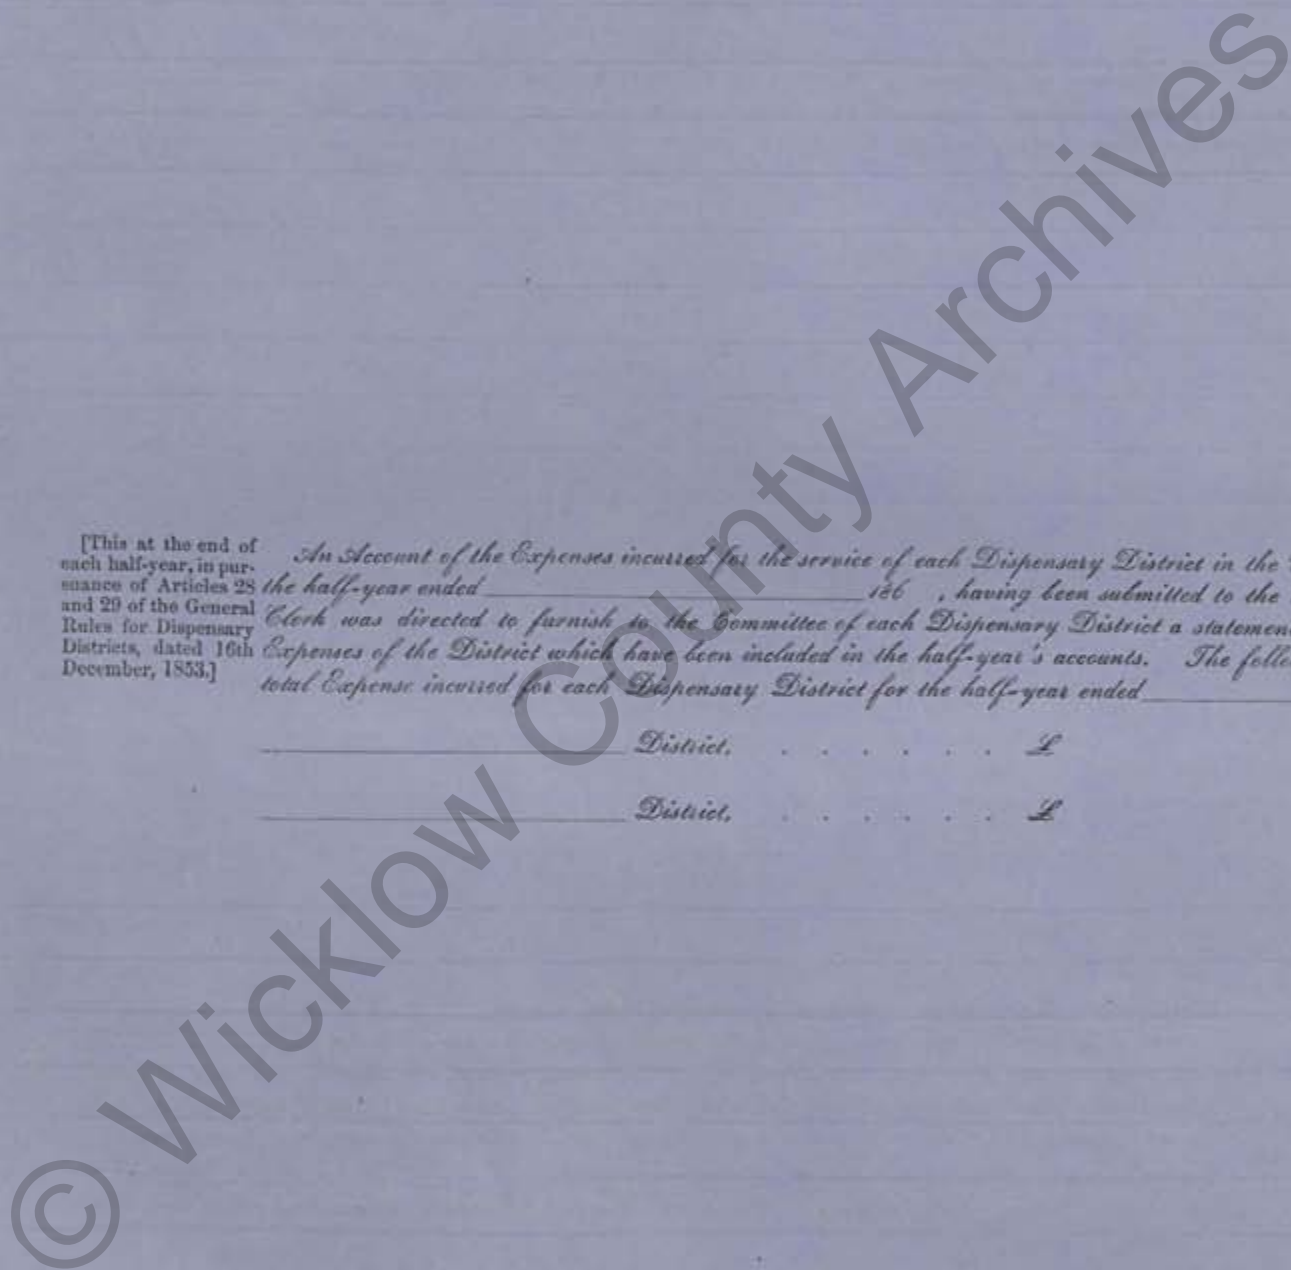 [This at the end of
each half-year, in pur-
suance of Articles 28
and 29 of the General
Rules for Dispensary
Districts, dated 16th
December, 1853.]
An Account of the Expenses incurred for the service of each Dispensary District in the
the half-year ended 186 , having been submitted to the
Clerk was directed to furnish to the Committee of each Dispensary District a statemen
Expenses of the District which have been included in the half-year's accounts. The follo
total Expense incurred for each Dispensary District for the half-year ended
District, . . . . . . £
District, . . . . . . £
© Wicklow County Archives